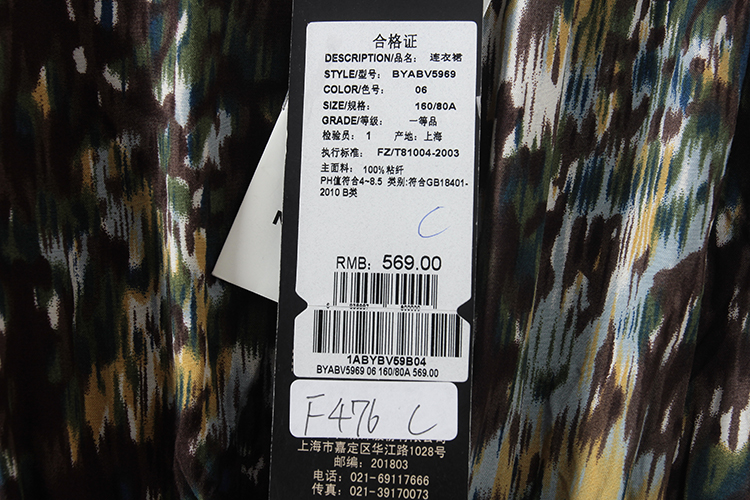 合格证
DESCRIPTION/品名: 连衣裙
STYLE/型号: BYABV5969
COLOR/色号: 06
SIZE/规格: 160/80A
GRADE/等级: 一等品
检验员: 1 产地: 上海
执行标准: FZ/T81004-2003
主面料: 100%粘纤
PH值符合4~8.5 类别:符合GB18401-
2010 B类
C
RMB: 569.00
1ABYBV59B04
BYABV5969 06 160/80A 569.00
F476 C
上海市嘉定区华江路1028号
邮编: 201803
电话: 021-69117666
传真: 021-39170073